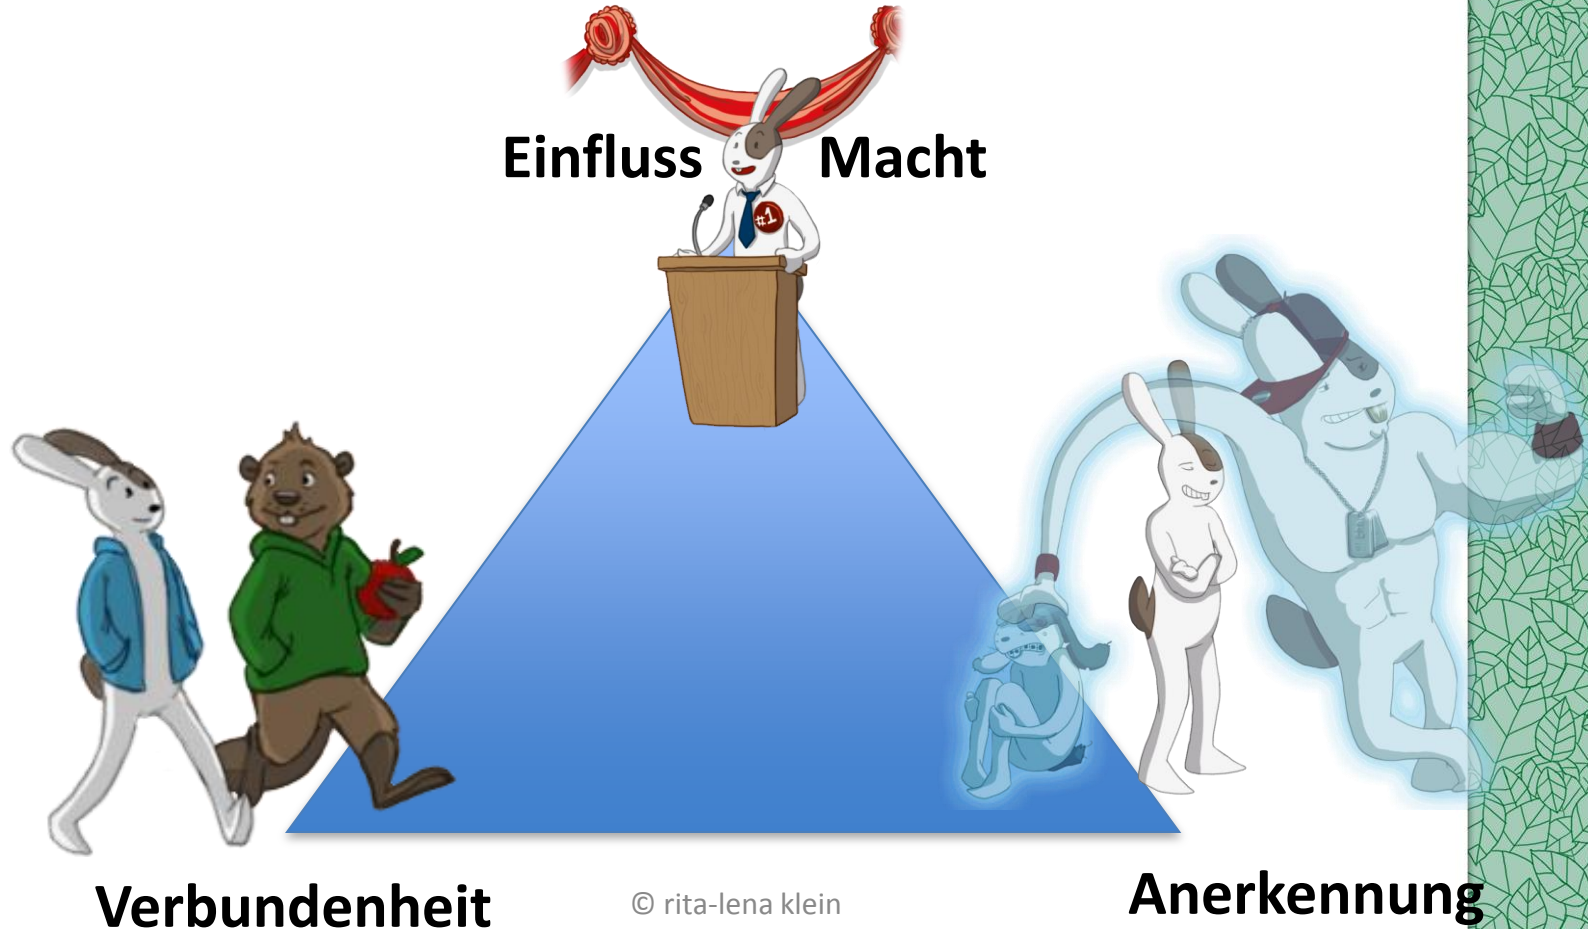 Einfluss Macht
#1
Verbundenheit
© rita-lena klein
Anerkennung